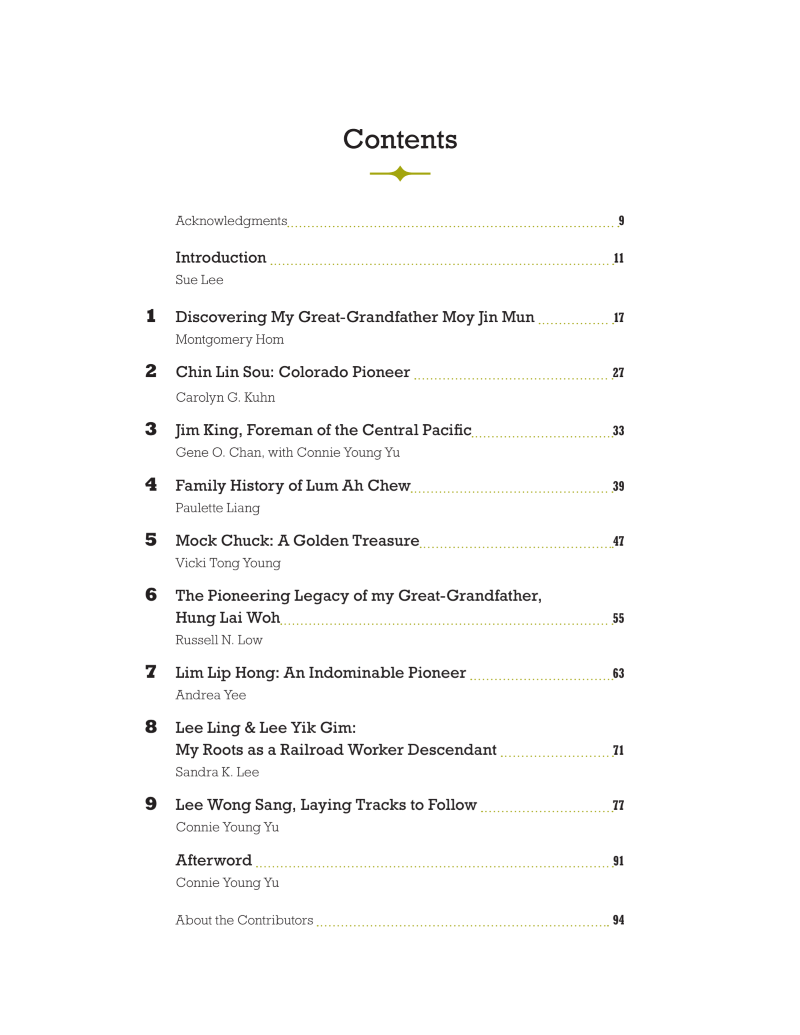 Contents
Acknowledgments 9
Introduction 11
Sue Lee
1 Discovering My Great-Grandfather Moy Jin Mun 17
Montgomery Hom
2 Chin Lin Sou: Colorado Pioneer 27
Carolyn G. Kuhn
3 Jim King, Foreman of the Central Pacific 33
Gene O. Chan, with Connie Young Yu
4 Family History of Lum Ah Chew 39
Paulette Liang
5 Mock Chuck: A Golden Treasure 47
Vicki Tong Young
6 The Pioneering Legacy of my Great-Grandfather,
Hung Lai Woh 55
Russell N. Low
7 Lim Lip Hong: An Indominable Pioneer 63
Andrea Yee
8 Lee Ling & Lee Yik Gim:
My Roots as a Railroad Worker Descendant 71
Sandra K. Lee
9 Lee Wong Sang, Laying Tracks to Follow 77
Connie Young Yu
Afterword 91
Connie Young Yu
About the Contributors 94